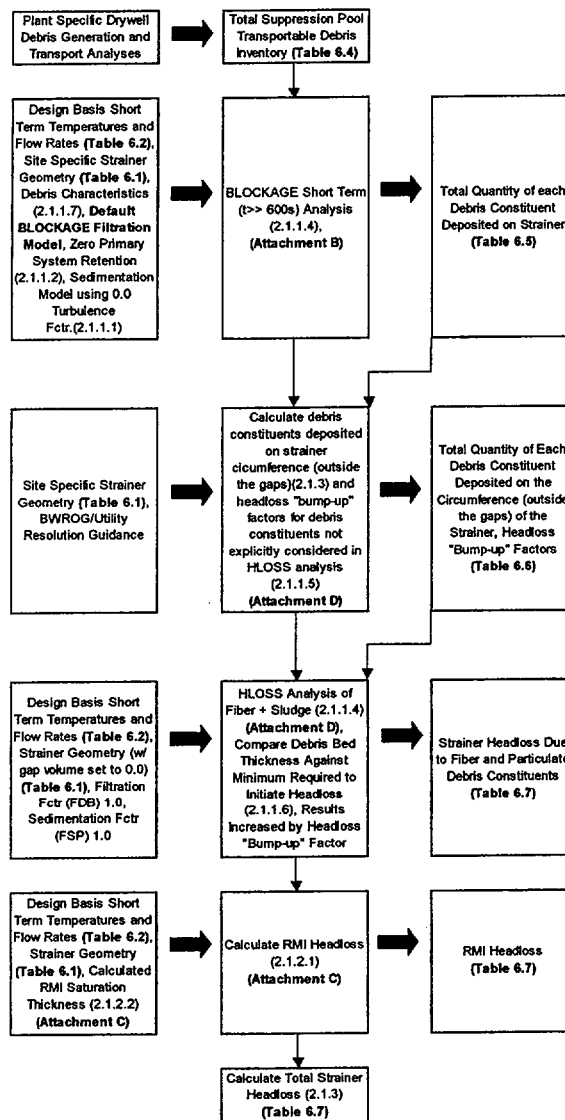 Plant Specific Drywell
Debris Generation and
Transport Analyses
Total Suppression Pool
Transportable Debris
Inventory
(Table 6.4)
Design Basis Short
Term Temperatures and
Flow Rates (Table 6.2),
Site Specific Strainer
Geometry (Table 6.1),
Debris Characteristics
(2.1.1.7), Default
BLOCKAGE Filtration
Model, Zero Primary
System Retention
(2.1.1.2), Sedimentation
Model using 0.0
Turbulence
Fctr.(2.1.1.1)
BLOCKAGE Short Term
(t>> 600s) Analysis
(2.1.1.4),
(Attachment B)
Total Quantity of each
Debris Constituent
Deposited on Strainer
(Table 6.5)
Site Specific Strainer
Geometry (Table 6.1),
BWROG/Utility
Resolution Guidance
Calculate debris
constituents deposited
on strainer
cicumference (outside
the gaps)(2.1.3) and
headloss "bump-up"
factors for debris
constituents not
explicitly considered in
HLOSS analysis
(2.1.1.5)
(Attachment D)
Total Quantity of Each
Debris Constituent
Deposited on the
Circumference (outside
the gaps) of the
Strainer, Headloss
"Bump-up" Factors
(Table 6.6)
Design Basis Short
Term Temperatures and
Flow Rates (Table 6.2),
Strainer Geometry (w/
gap volume set to 0.0)
(Table 6.1), Filtration
Fctr (FDB) 1.0,
Sedimentation Fctr
(FSP) 1.0
HLOSS Analysis of
Fiber + Sludge (2.1.1.4)
(Attachment D),
Compare Debris Bed
Thickness Against
Minimum Required to
Initiate Headloss
(2.1.1.6), Results
Increased by Headloss
"Bump-up" Factor
Strainer Headloss Due
to Fiber and Particulate
Debris Constituents
(Table 6.7)
Design Basis Short
Term Temperatures and
Flow Rates (Table 6.2),
Strainer Geometry
(Table 6.1), Calculated
RMI Saturation
Thickness (2.1.2.2)
(Attachment C)
Calculate RMI Headloss
(2.1.2.1)
(Attachment C)
RMI Headloss
(Table 6.7)
Calculate Total Strainer
Headloss (2.1.3)
(Table 6.7)